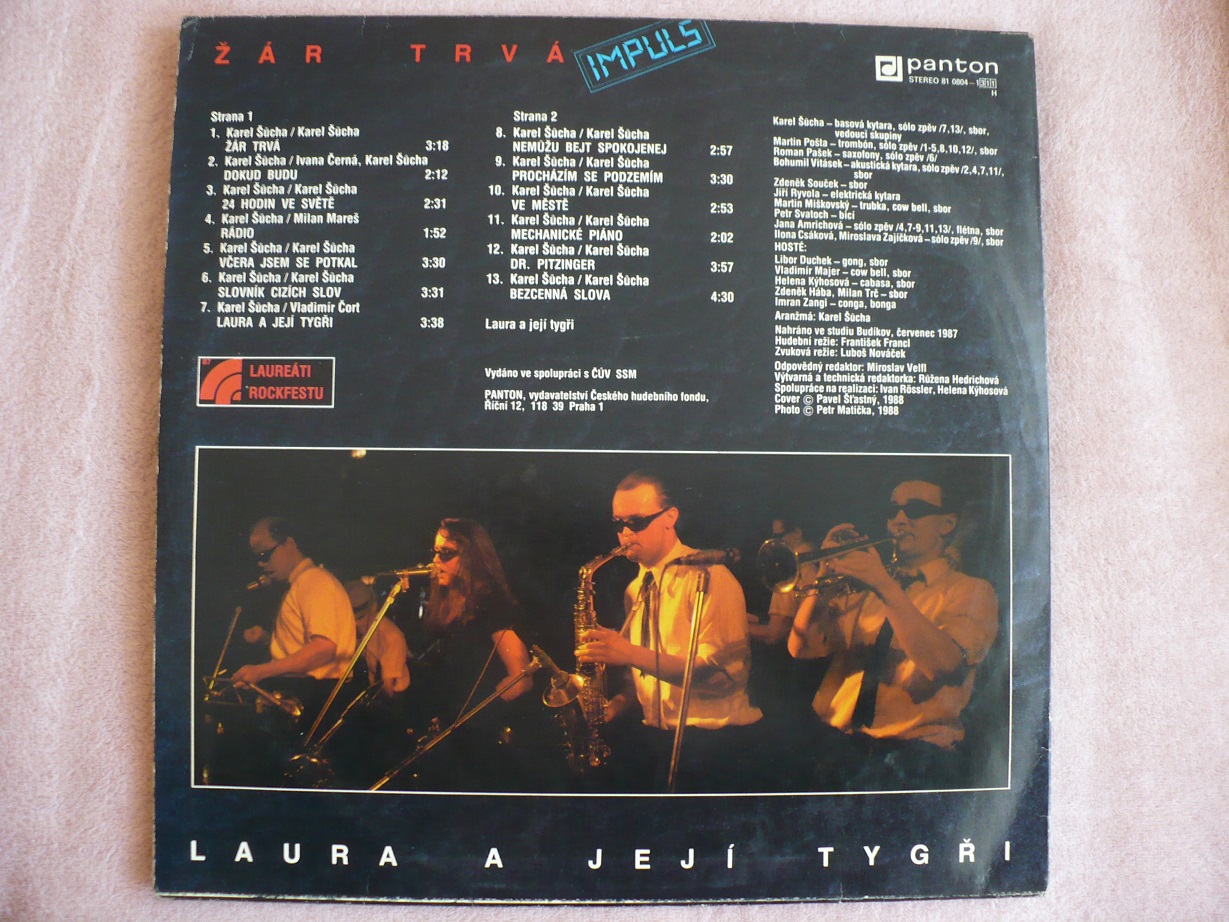 ŽÁR TRVÁ
IMPULS
panton
STEREO 81 0804-1 311
H
Strana 1
1. Karel Šůcha / Karel Šůcha
ŽÁR TRVÁ 3:18
2. Karel Šůcha / Ivana Černá, Karel Šůcha
DOKUD BUDU 2:12
3. Karel Šůcha / Karel Šůcha
24 HODIN VE SVĚTĚ 2:31
4. Karel Šůcha / Milan Mareš
RÁDIO 1:52
5. Karel Šůcha / Karel Šůcha
VČERA JSEM SE POTKAL 3:30
6. Karel Šůcha / Karel Šůcha
SLOVNÍK CIZÍCH SLOV 3:31
7. Karel Šůcha / Vladimír Čort
LAURA A JEJÍ TYGŘI 3:38
Strana 2
8. Karel Šůcha / Karel Šůcha
NEMŮŽU BEJT SPOKOJENEJ 2:57
9. Karel Šůcha / Karel Šůcha
PROCHÁZÍM SE PODZEMÍM 3:30
10. Karel Šůcha / Karel Šůcha
VE MĚSTĚ 2:53
11. Karel Šůcha / Karel Šůcha
MECHANICKÉ PIÁNO 2:02
12. Karel Šůcha / Karel Šůcha
DR. PITZINGER 3:57
13. Karel Šůcha / Karel Šůcha
BEZCENNÁ SLOVA 4:30
Laura a její tygři
Vydáno ve spolupráci s ČÚV SSM
PANTON, vydavatelství Českého hudebního fondu,
Říční 12, 118 39 Praha 1
Karel Šůcha – basová kytara, sólo zpěv /7,13/, sbor,
vedoucí skupiny
Martin Pošta – trombón, sólo zpěv /1-5,8,10,12/, sbor
Roman Pašek – saxofony, sólo zpěv /6/
Bohumil Vitásek – akustická kytara, sólo zpěv /2,4,7,11/,
sbor
Zdeněk Souček – sbor
Jiří Ryvola – elektrická kytara
Martin Miškovský – trubka, cow bell, sbor
Petr Svatoch – bicí
Jana Amrichová – sólo zpěv /4,7-9,11,13/, flétna, sbor
Ilona Csáková, Miroslava Zajíčková – sólo zpěv /9/, sbor
HOSTÉ:
Libor Duchek – gong, sbor
Vladimír Majer – cow bell, sbor
Helena Kýhosová – cabasa, sbor
Zdeněk Hába, Milan Trč – sbor
Imran Zangi – conga, bonga
Aranžmá: Karel Šůcha
Nahráno ve studiu Budíkov, červenec 1987
Hudební režie: František Francl
Zvuková režie: Luboš Nováček
Odpovědný redaktor: Miroslav Velfl
Výtvarná a technická redaktorka: Růžena Hedrichová
Spolupráce na realizaci: Ivan Rössler, Helena Kýhosová
Cover © Pavel Šťastný, 1988
Photo © Petr Matička, 1988
87
LAUREÁTI
ROCKFESTU
LAURA A JEJÍ TYGŘI